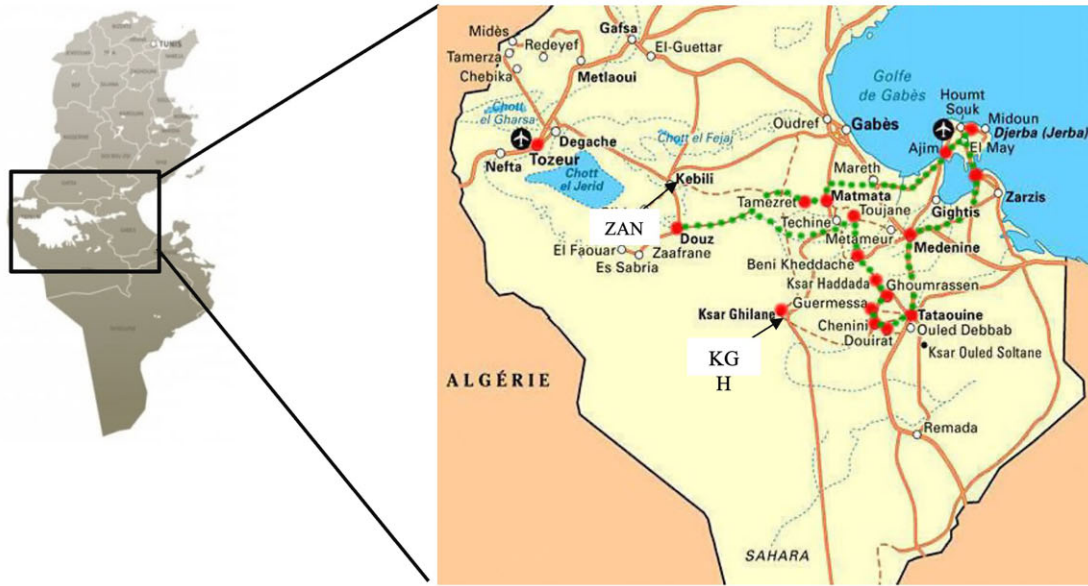 TUNIS
Midès
Redeyef
Tamerza
Chebika
Gafsa
El-Guettar
Metlaoui
Chott
el Gharsa
Degache
Tozeur
Nefta
Chott
el Jerid
Chott el Fejaj
Kebili
ZAN
Oudref
Gabès
Golfe
de Gabès
Houmt
Souk
Midoun
Djerba (Jerba)
Ajim
El May
Mareth
Zarzis
Gightis
Matmata
Tamezret
Toujane
Techine
Metameur
Medenine
Douz
El Faouar
Zaafrane
Es Sabria
Beni Kheddache
Ksar Haddada
Ghoumrassen
Guermessa
Ksar Ghilane
Tataouine
Chenini
Ouled Debbab
Douirat
Ksar Ouled Soltane
KG
H
ALGÉRIE
Remada
SAHARA